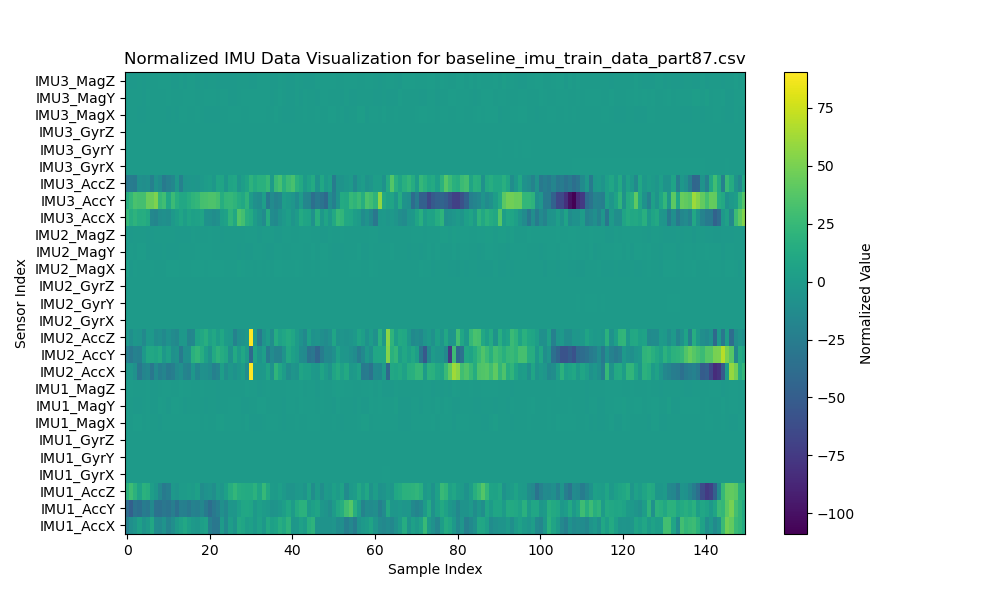 Normalized IMU Data Visualization for baseline_imu_train_data_part87.csv
IMU3_MagZ
IMU3_MagY
IMU3_MagX
IMU3_GyrZ
IMU3_GyrY
IMU3_GyrX
IMU3_AccZ
IMU3_AccY
IMU3_AccX
IMU2_MagZ
IMU2_MagY
IMU2_MagX
IMU2_GyrZ
IMU2_GyrY
IMU2_GyrX
IMU2_AccZ
IMU2_AccY
IMU2_AccX
IMU1_MagZ
IMU1_MagY
IMU1_MagX
IMU1_GyrZ
IMU1_GyrY
IMU1_GyrX
IMU1_AccZ
IMU1_AccY
IMU1_AccX
Sensor Index
0 20 40 60 80 100 120 140
Sample Index
75
50
25
0
−25
−50
−75
−100
Normalized Value